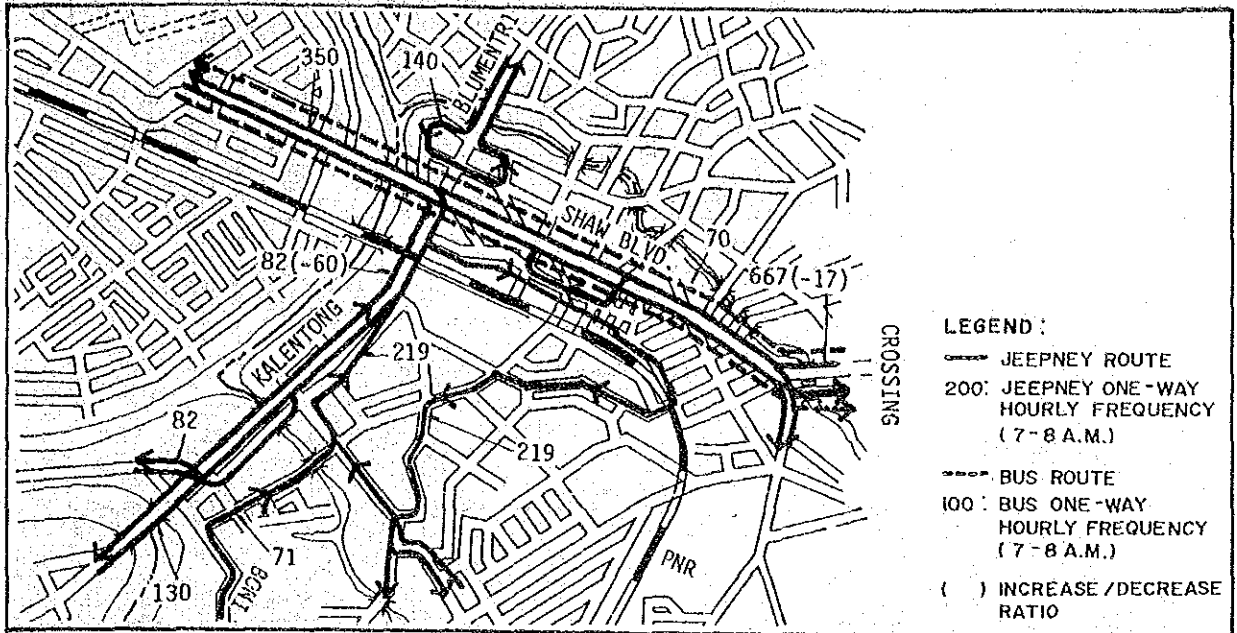 350
140
BLUMENTRI
SHAW BLVD
70
82(-60)
667(-17)
KALENTONG
219
CROSSING
82
219
71
BONI
130
PNR
LEGEND:
JEEPNEY ROUTE
200: JEEPNEY ONE-WAY
HOURLY FREQUENCY
(7-8 A.M.)
BUS ROUTE
100: BUS ONE-WAY
HOURLY FREQUENCY
(7-8 A.M.)
( ) INCREASE/DECREASE
RATIO